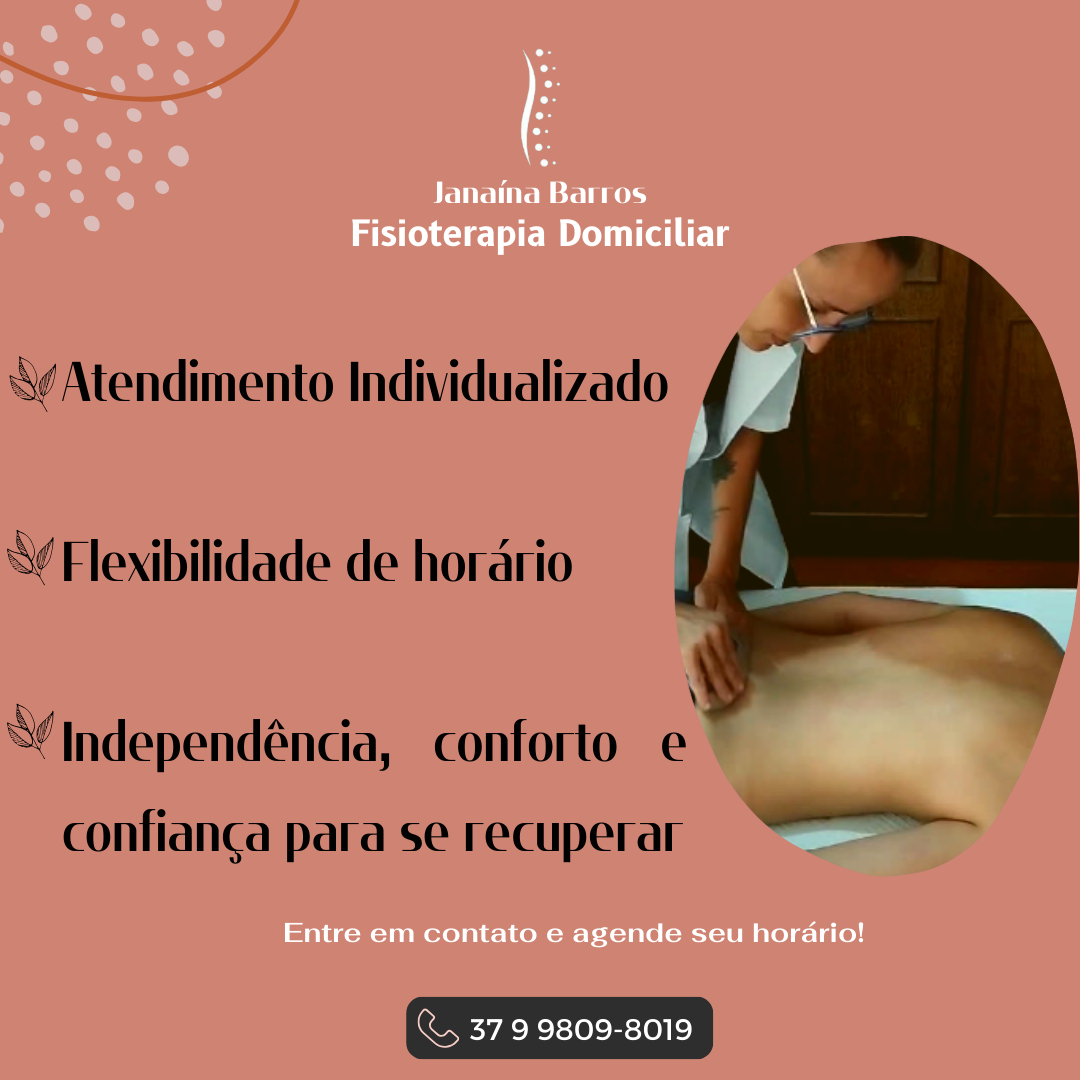 Janaína Barros
Fisioterapia Domiciliar
Atendimento Individualizado
Flexibilidade de horário
Independência, conforto e
confiança para se recuperar
Entre em contato e agende seu horário!
37 9 9809-8019